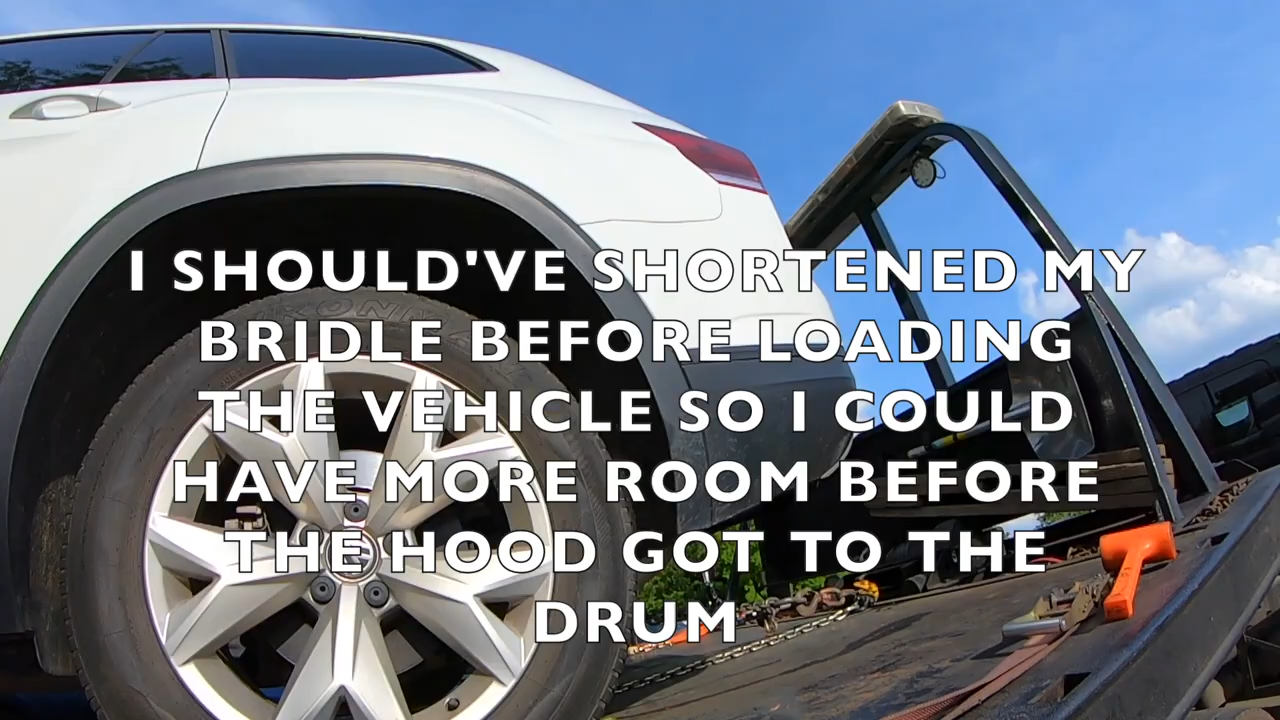 I SHOULD'VE SHORTENED MY
BRIDLE BEFORE LOADING
THE VEHICLE SO I COULD
HAVE MORE ROOM BEFORE
THE HOOD GOT TO THE
DRUM